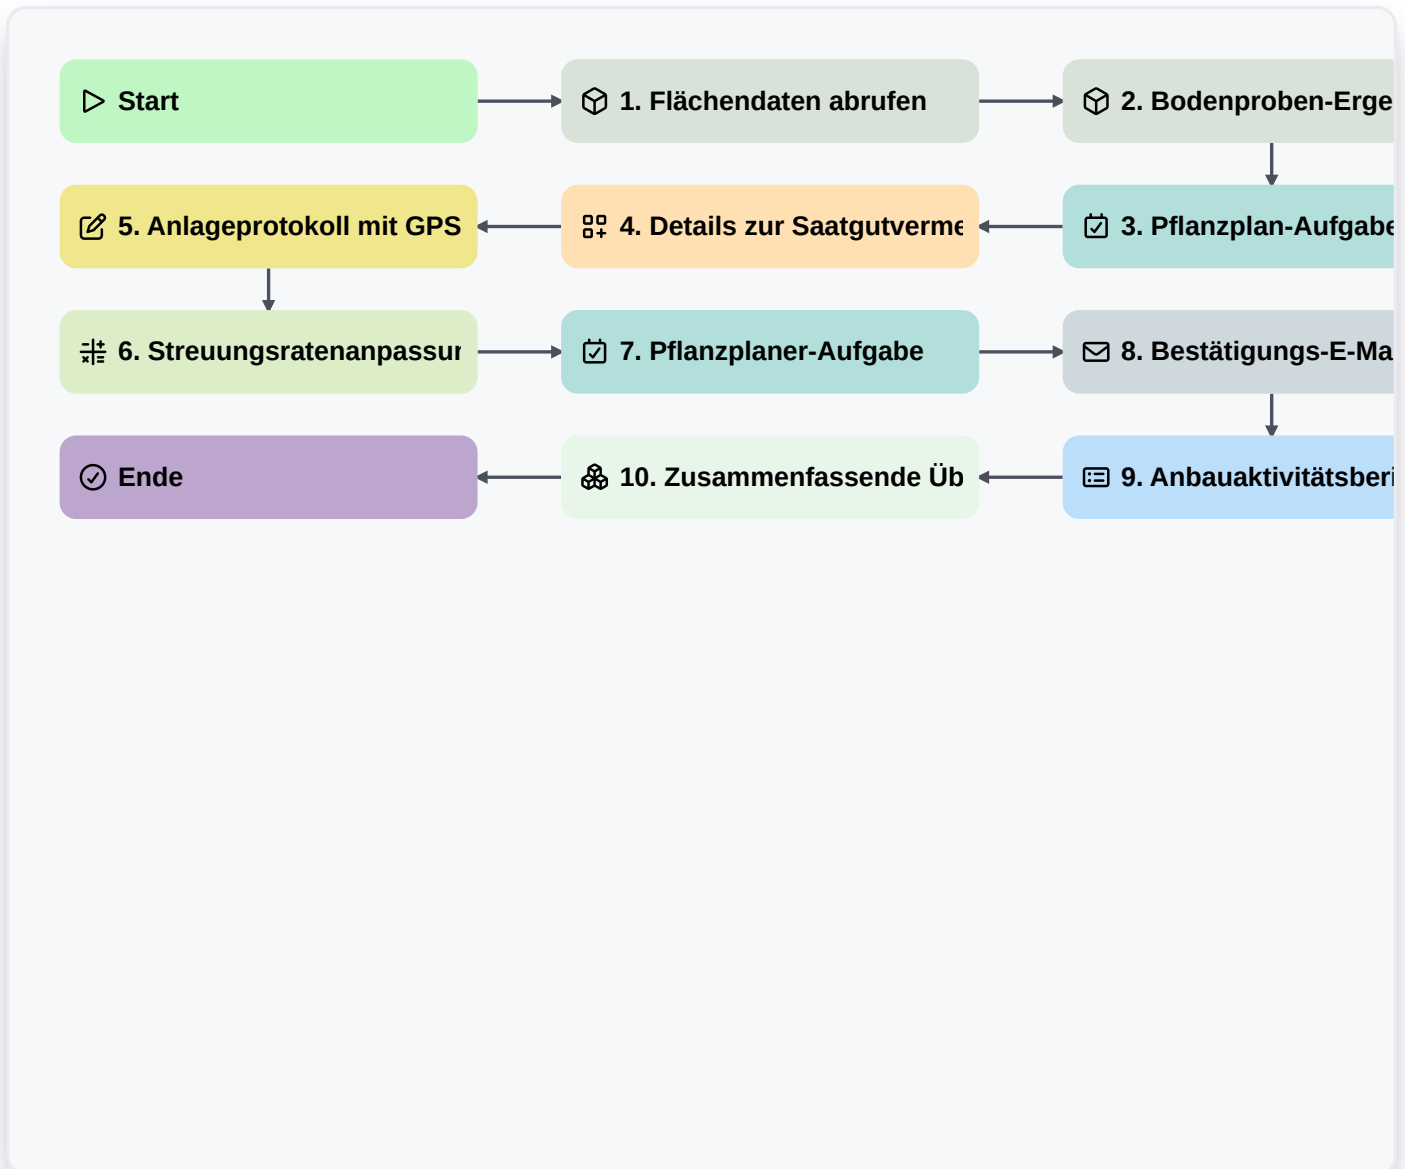 Start
1. Flächendaten abrufen
2. Bodenproben-Erge
5. Anlageprotokoll mit GPS
4. Details zur Saatgutverme
3. Pflanzplan-Aufgabe
6. Streuungsratenanpassur
7. Pflanzplaner-Aufgabe
8. Bestätigungs-E-Ma
Ende
10. Zusammenfassende Üb
9. Anbauaktivitätsberi